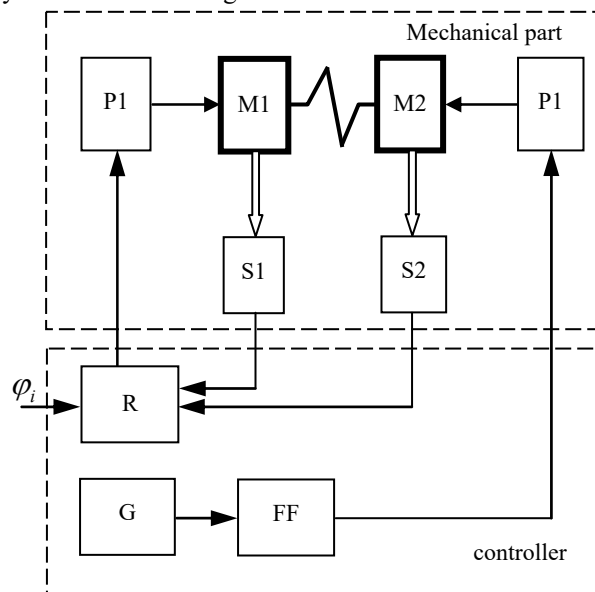 Mechanical part
P1
M1
M2
P1
S1
S2
φi
R
G
FF
controller